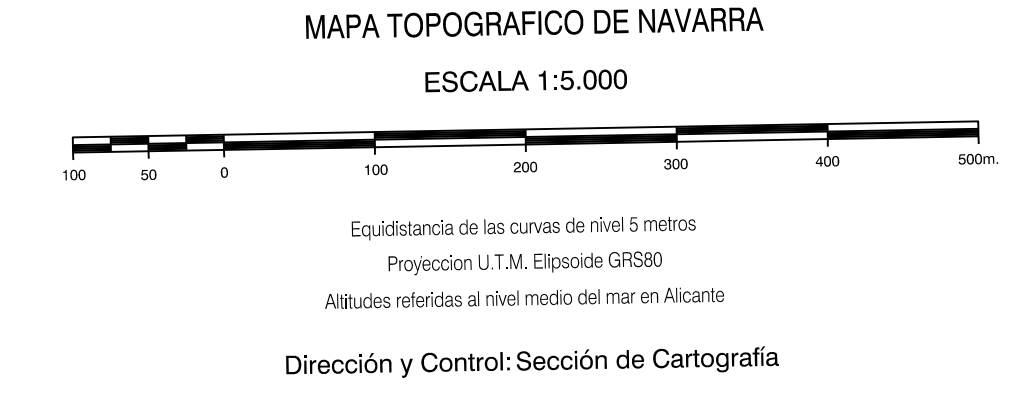 MAPA TOPOGRAFICO DE NAVARRA
ESCALA 1:5.000
100 50 0 100 200 300 400 500m.
Equidistancia de las curvas de nivel 5 metros
Proyeccion U.T.M. Elipsoide GRS80
Altitudes referidas al nivel medio del mar en Alicante
Dirección y Control: Sección de Cartografía